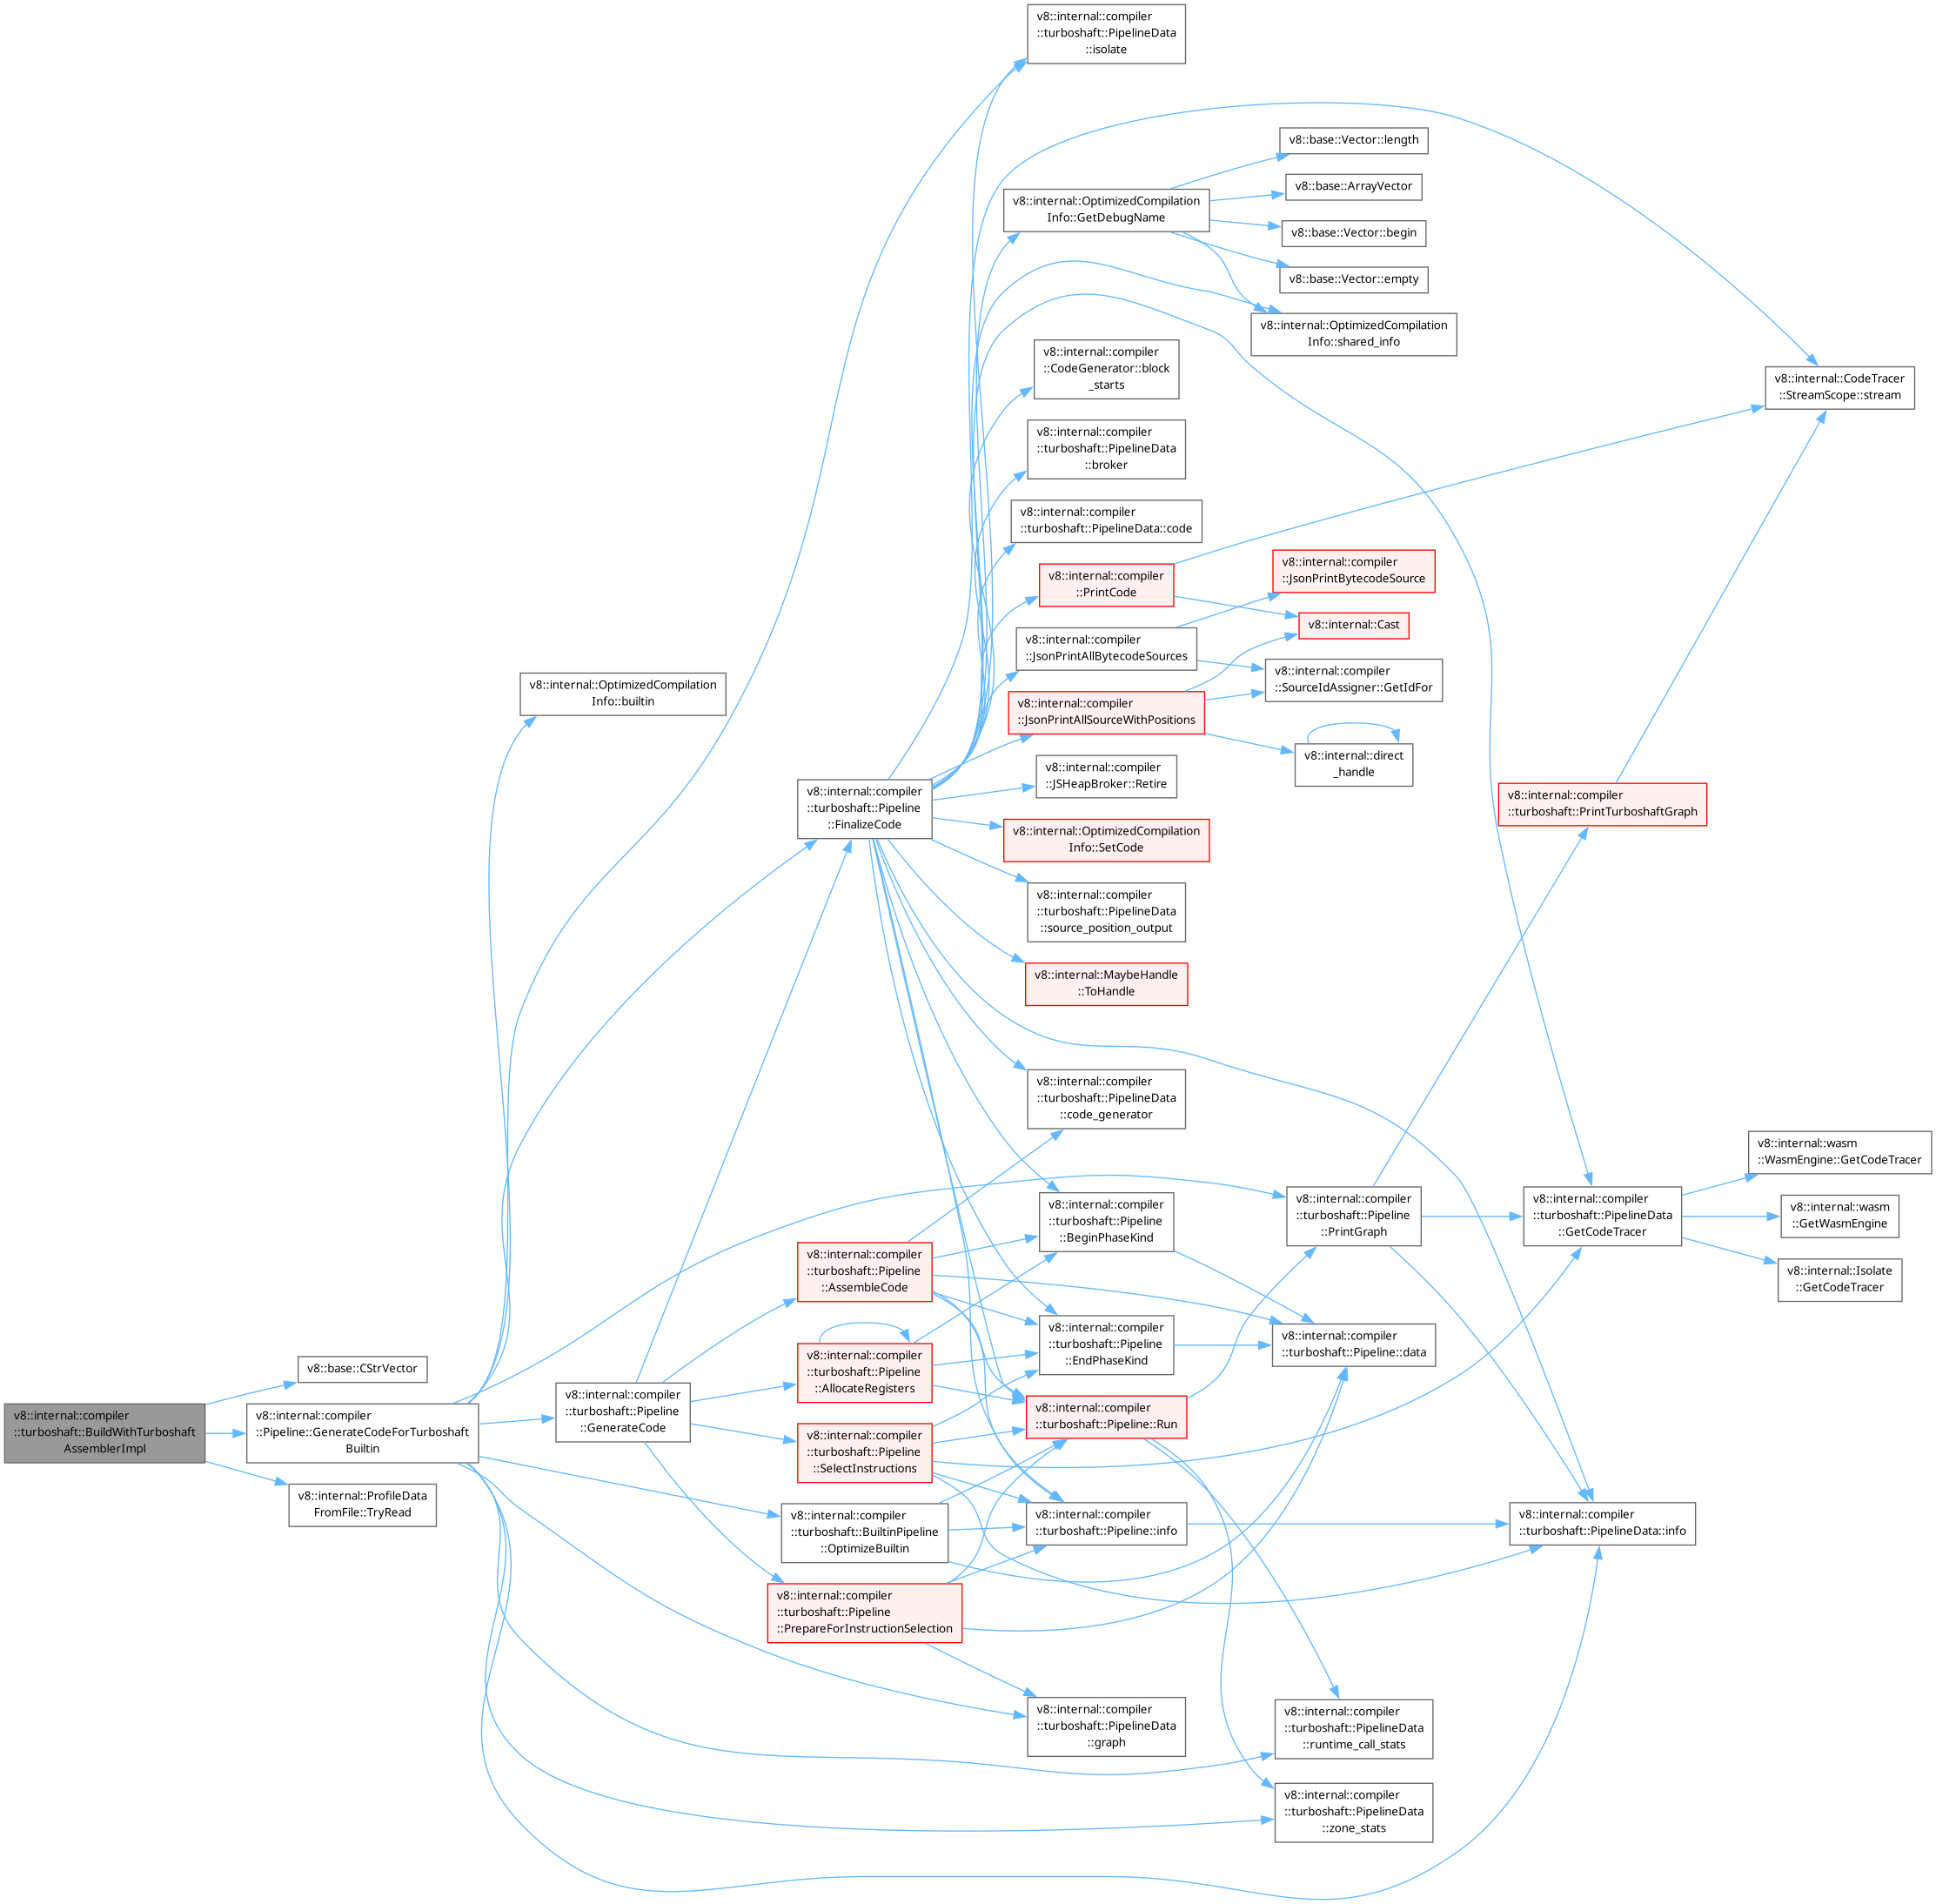 v8::internal::compiler
::turboshaft::BuildWithTurboshaft
AssemblerImpl
v8::base::CStrVector
v8::internal::compiler
::Pipeline::GenerateCodeForTurboshaft
Builtin
v8::internal::ProfileData
FromFile::TryRead
v8::internal::OptimizedCompilation
Info::builtin
v8::internal::compiler
::turboshaft::Pipeline
::GenerateCode
v8::internal::compiler
::turboshaft::Pipeline
::FinalizeCode
v8::internal::compiler
::turboshaft::Pipeline
::AssembleCode
v8::internal::compiler
::turboshaft::Pipeline
::AllocateRegisters
v8::internal::compiler
::turboshaft::Pipeline
::SelectInstructions
v8::internal::compiler
::turboshaft::BuiltinPipeline
::OptimizeBuiltin
v8::internal::compiler
::turboshaft::Pipeline
::PrepareForInstructionSelection
v8::internal::compiler
::turboshaft::PipelineData
::isolate
v8::internal::OptimizedCompilation
Info::GetDebugName
v8::internal::compiler
::CodeGenerator::block
_starts
v8::internal::compiler
::turboshaft::PipelineData
::broker
v8::internal::compiler
::turboshaft::PipelineData::code
v8::internal::compiler
::PrintCode
v8::internal::compiler
::JsonPrintAllBytecodeSources
v8::internal::compiler
::JsonPrintAllSourceWithPositions
v8::internal::compiler
::JSHeapBroker::Retire
v8::internal::OptimizedCompilation
Info::SetCode
v8::internal::compiler
::turboshaft::PipelineData
::source_position_output
v8::internal::MaybeHandle
::ToHandle
v8::internal::compiler
::turboshaft::PipelineData
::code_generator
v8::internal::compiler
::turboshaft::Pipeline
::BeginPhaseKind
v8::internal::compiler
::turboshaft::Pipeline
::EndPhaseKind
v8::internal::compiler
::turboshaft::Pipeline::Run
v8::internal::compiler
::turboshaft::Pipeline::info
v8::internal::compiler
::turboshaft::PipelineData
::graph
v8::base::Vector::length
v8::base::ArrayVector
v8::base::Vector::begin
v8::base::Vector::empty
v8::internal::OptimizedCompilation
Info::shared_info
v8::internal::compiler
::JsonPrintBytecodeSource
v8::internal::Cast
v8::internal::compiler
::SourceIdAssigner::GetIdFor
v8::internal::direct
_handle
v8::internal::compiler
::turboshaft::Pipeline
::PrintGraph
v8::internal::compiler
::turboshaft::Pipeline::data
v8::internal::compiler
::turboshaft::PipelineData
::runtime_call_stats
v8::internal::compiler
::turboshaft::PipelineData
::zone_stats
v8::internal::CodeTracer
::StreamScope::stream
v8::internal::compiler
::turboshaft::PrintTurboshaftGraph
v8::internal::compiler
::turboshaft::PipelineData
::GetCodeTracer
v8::internal::compiler
::turboshaft::PipelineData::info
v8::internal::wasm
::WasmEngine::GetCodeTracer
v8::internal::wasm
::GetWasmEngine
v8::internal::Isolate
::GetCodeTracer